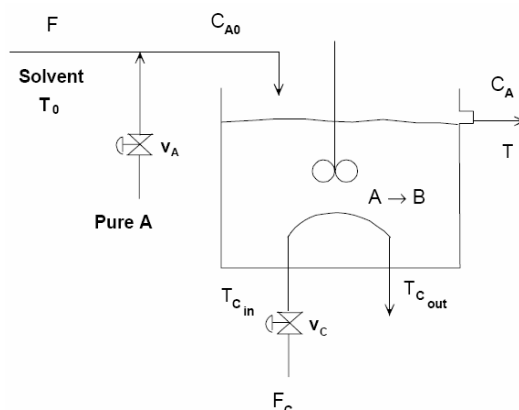 F
C_A0
Solvent
T_0
v_A
Pure A
C_A
T
A → B
T_C in
T_C out
v_C
F_C